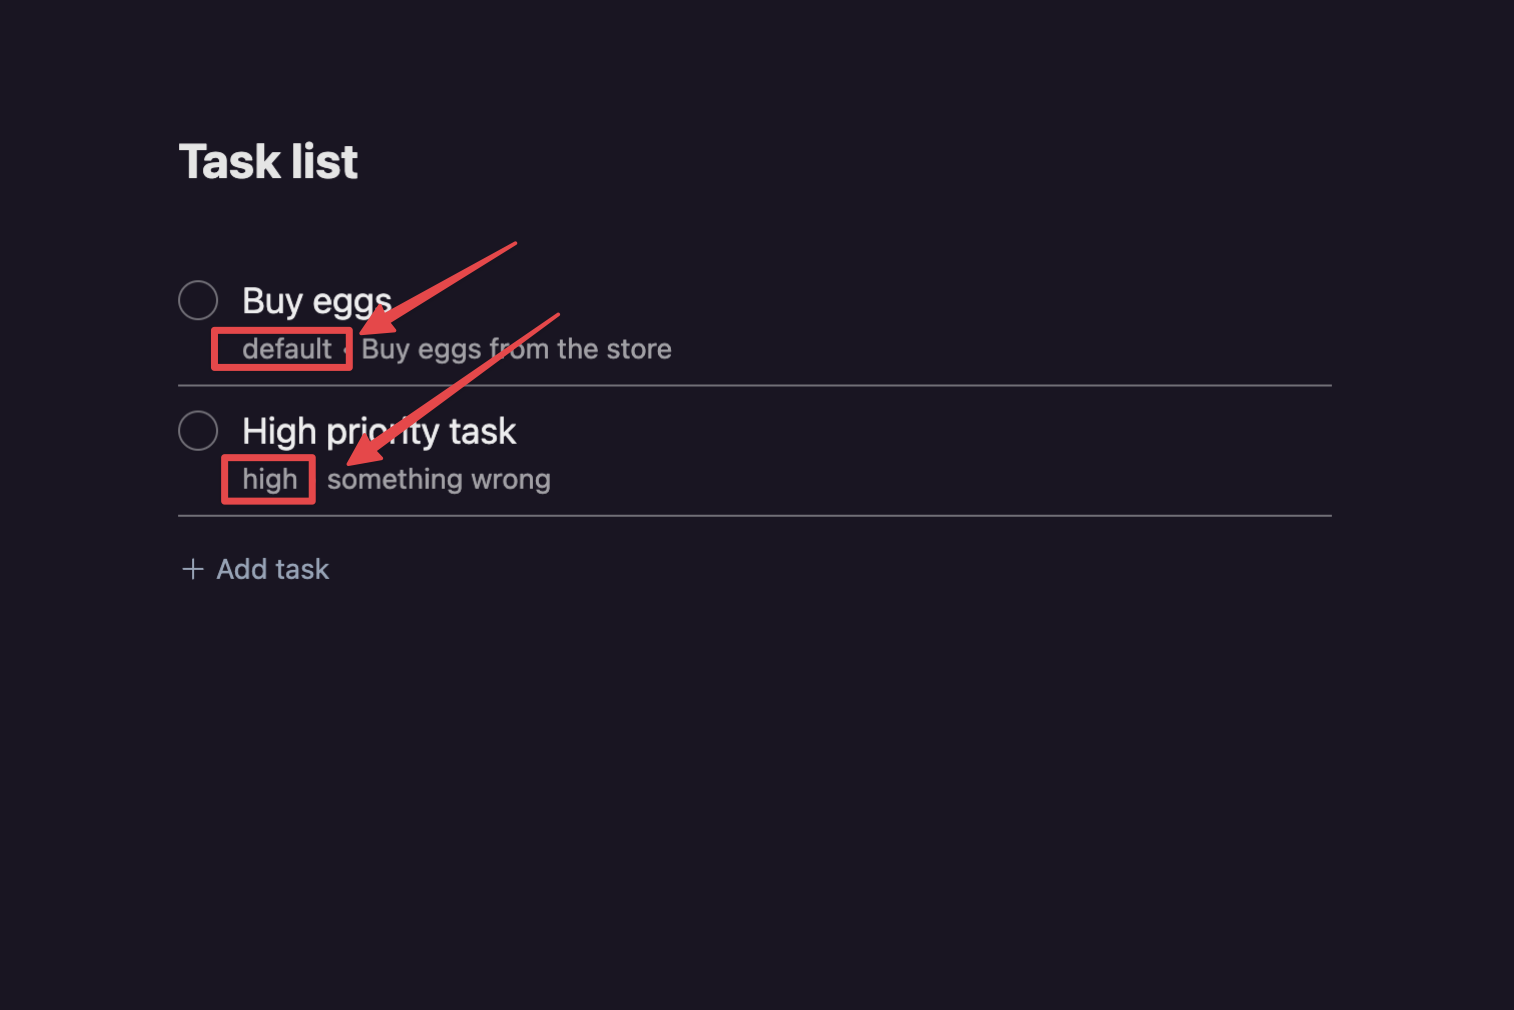 Task list
Buy eggs
default · Buy eggs from the store
High priority task
high something wrong
+ Add task